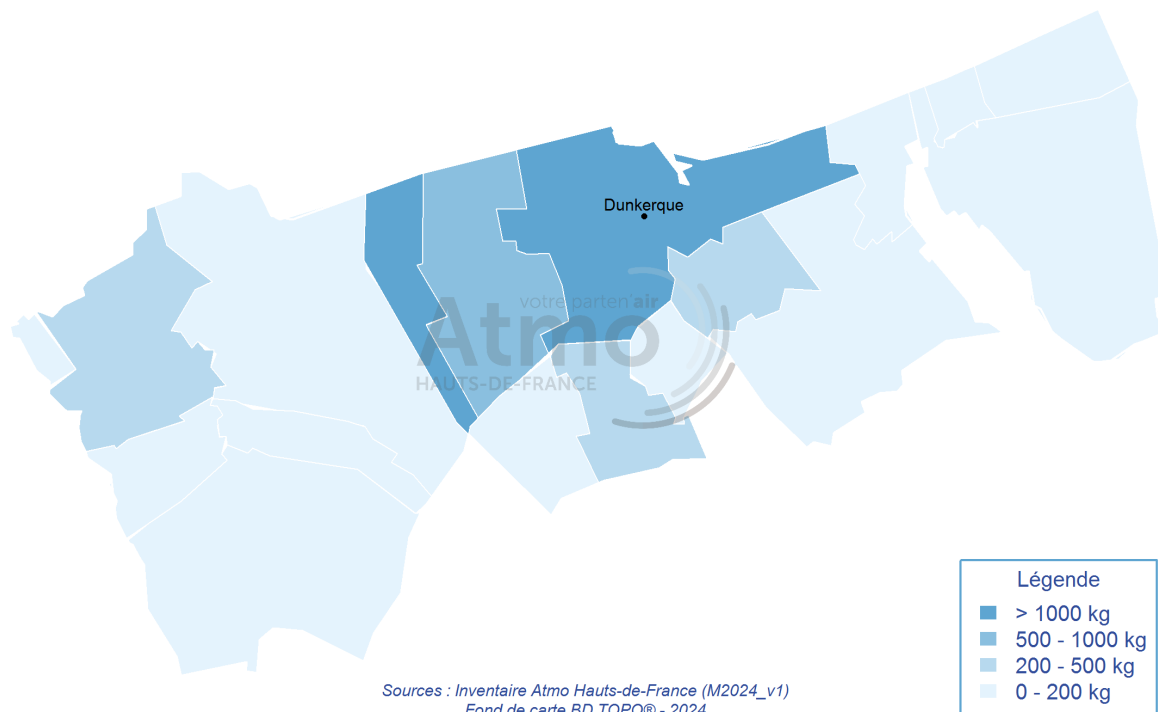 Dunkerque
votre parten'air
Atmo
HAUTS-DE-FRANCE
Légende
> 1000 kg
500 - 1000 kg
200 - 500 kg
0 - 200 kg
Sources : Inventaire Atmo Hauts-de-France (M2024_v1)
Fond de carte BD TOPO® - 2024